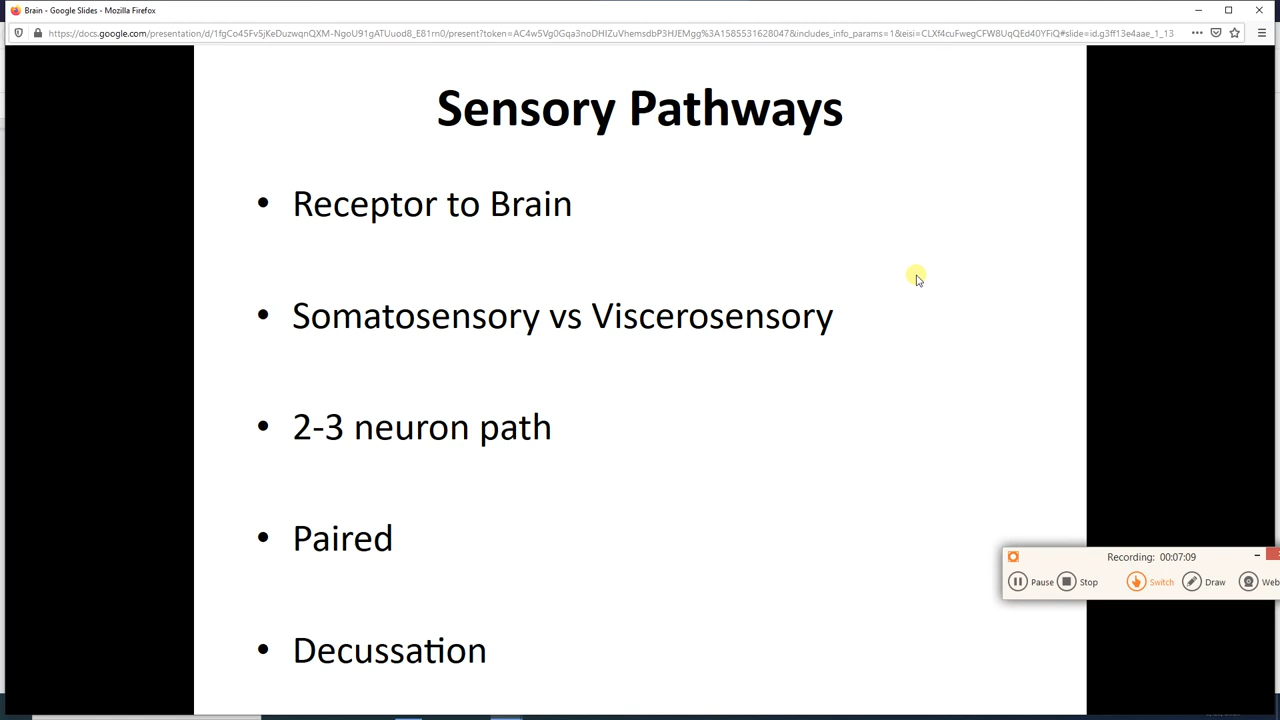 Brain - Google Slides - Mozilla Firefox
https://docs.google.com/presentation/d/1fgCo45Fv5jKeDuzwqnQXM-NgoU91gATUuod8_E81rn0/present?token=AC4w5Vg0Gqa3noDHIZuVhemsdbP3HJEMgg%3A1585531628047&includes_info_params=1&eisi=CLXf4cuFwegCFW8UqQEd40YFiQ#slide=id.g3ff13e4aae_1_13
Sensory Pathways
• Receptor to Brain
• Somatosensory vs Viscerosensory
• 2-3 neuron path
• Paired
• Decussation
Recording: 00:07:09
Pause Stop Switch Draw Web